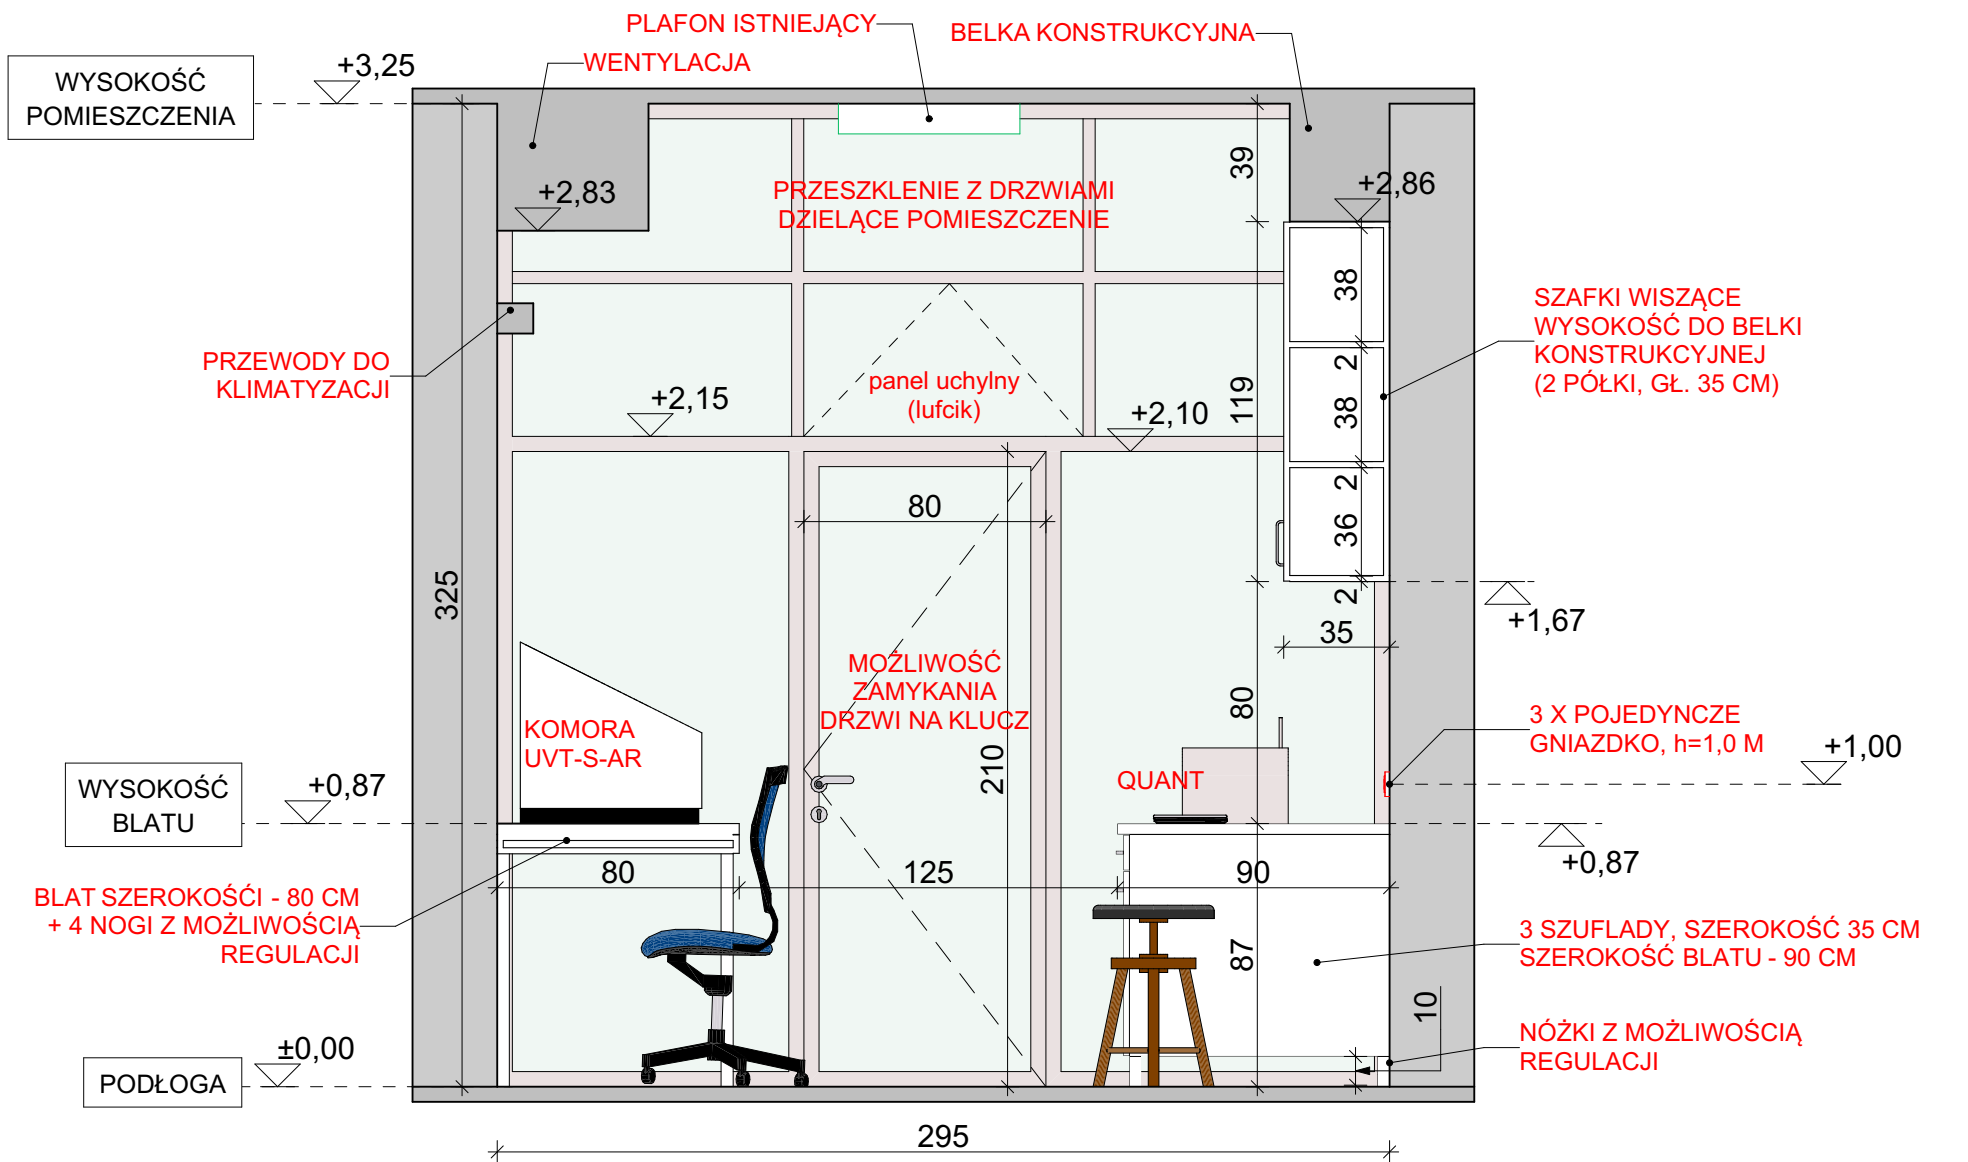 PLAFON ISTNIEJĄCY
BELKA KONSTRUKCYJNA
WENTYLACJA
WYSOKOŚĆ
POMIESZCZENIA
+3,25
+2,83
PRZESZKLENIE Z DRZWIAMI
DZIELĄCE POMIESZCZENIE
39
+2,86
38
SZAFKI WISZĄCE
WYSOKOŚĆ DO BELKI
KONSTRUKCYJNEJ
(2 PÓŁKI, GŁ. 35 CM)
PRZEWODY DO
KLIMATYZACJI
2
panel uchylny
(lufcik)
+2,15
+2,10
119
38
2
80
36
325
2
+1,67
35
MOŻLIWOŚĆ
ZAMYKANIA
DRZWI NA KLUCZ
80
KOMORA
UVT-S-AR
210
QUANT
3 X POJEDYNCZE
GNIAZDKO, h=1,0 M
+1,00
WYSOKOŚĆ
BLATU
+0,87
+0,87
80
125
90
BLAT SZEROKOŚĆI - 80 CM
+ 4 NOGI Z MOŻLIWOŚCIĄ
REGULACJI
87
3 SZUFLADY, SZEROKOŚĆ 35 CM
SZEROKOŚĆ BLATU - 90 CM
10
NÓŻKI Z MOŻLIWOŚCIĄ
REGULACJI
±0,00
PODŁOGA
295